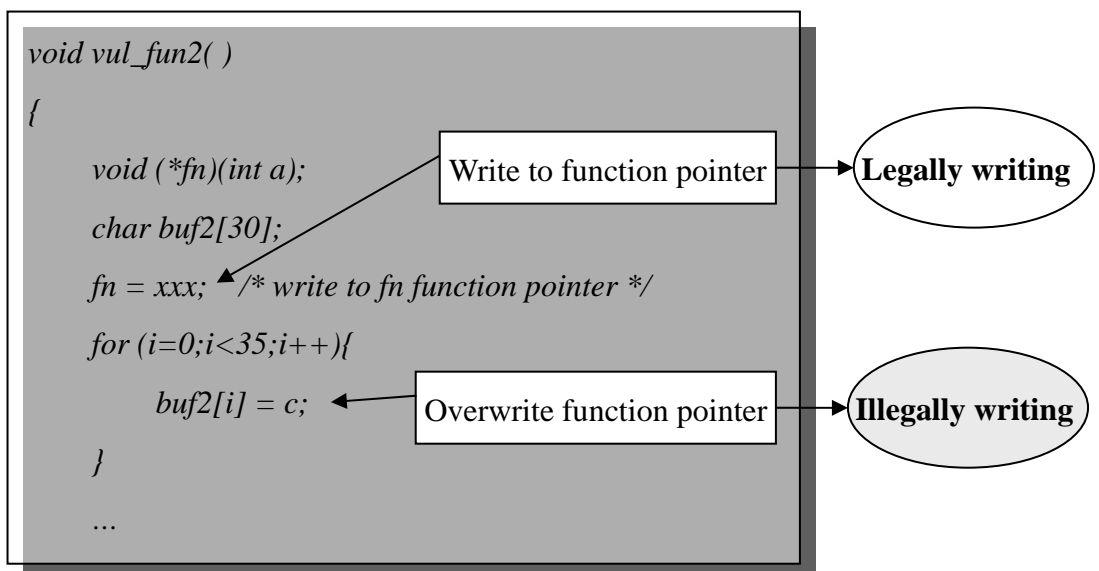 void vul_fun2( )
{
void (*fn)(int a);
Write to function pointer
Legally writing
char buf2[30];
fn = xxx; /* write to fn function pointer */
for (i=0;i<35;i++){
buf2[i] = c;
Overwrite function pointer
Illegally writing
}
...